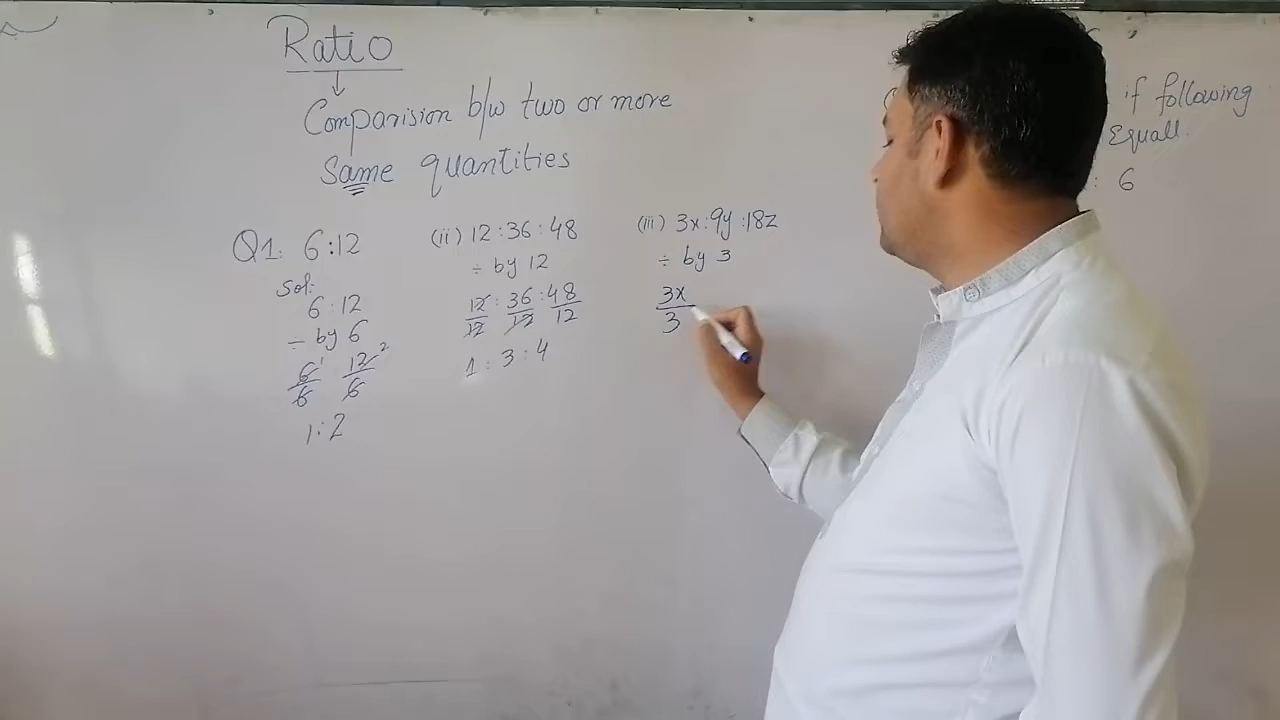 Ratio
↓
Comparision b/w two or more
Same quantities
Q1: 6:12
Sol:
6:12
÷ by 6
6/6 1 12/6 2
1:2
(ii) 12:36:48
÷ by 12
12/12 : 36/12 : 48/12
1 : 3 : 4
(iii) 3x:9y:18z
÷ by 3
3x/3
if following
Equall.
: 6